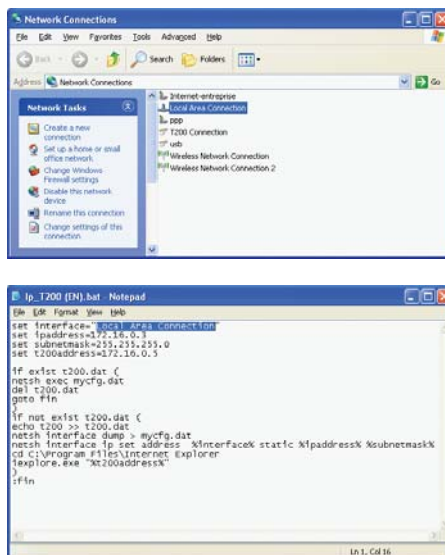 Network Connections
File Edit View Favorites Tools Advanced Help
Back Search Folders
Address Network Connections Go
Network Tasks
Create a new connection
Set up a home or small office network
Change Windows Firewall settings
Disable this network device
Rename this connection
Change settings of this connection
Internet-entreprise
Local Area Connection
ppp
T200 Connection
usb
Wireless Network Connection
Wireless Network Connection 2
Ip_T200 (EN).bat - Notepad
File Edit Format View Help
set interface="Local Area Connection"
set ipaddress=172.16.0.3
set subnetmask=255.255.255.0
set t200address=172.16.0.5
if exist t200.dat (
netsh exec mycfg.dat
del t200.dat
goto fin
)
if not exist t200.dat (
echo t200 >> t200.dat
netsh interface dump > mycfg.dat
netsh interface ip set address %interface% static %ipaddress% %subnetmask%
cd C:\Program Files\Internet Explorer
iexplore.exe "%t200address%"
)
:fin
Ln 1, Col 16